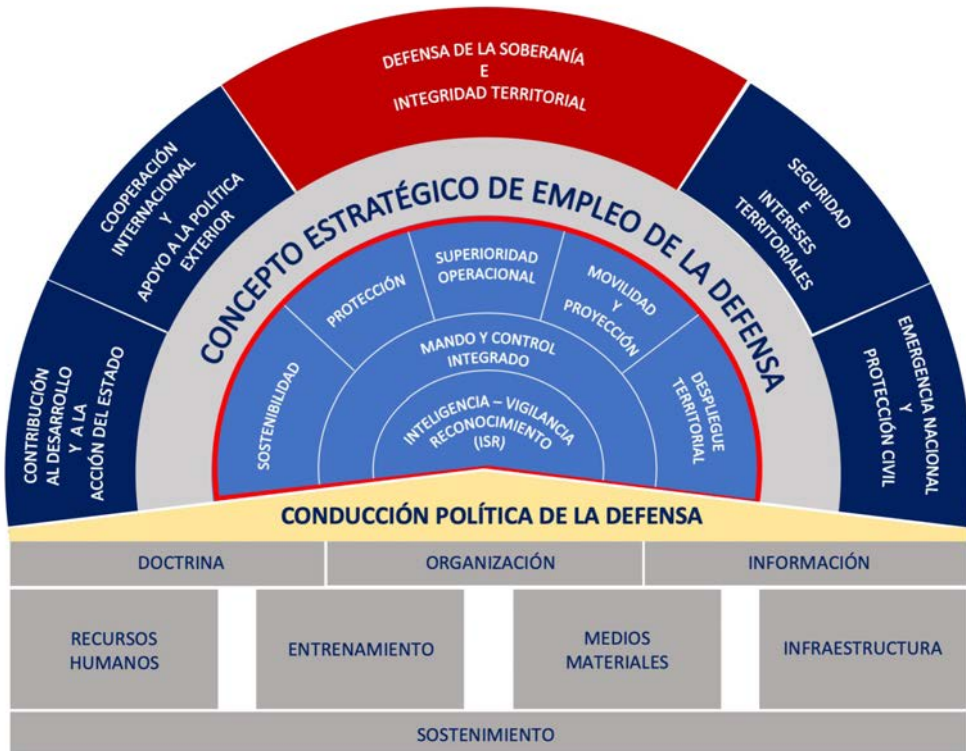 DEFENSA DE LA SOBERANÍA
E
INTEGRIDAD TERRITORIAL
COOPERACIÓN
INTERNACIONAL
Y
APOYO A LA POLÍTICA
EXTERIOR
SEGURIDAD
E
INTERESES
TERRITORIALES
CONTRIBUCIÓN
AL DESARROLLO
Y A LA
ACCIÓN DEL ESTADO
EMERGENCIA NACIONAL
Y
PROTECCIÓN CIVIL
CONCEPTO ESTRATÉGICO DE EMPLEO DE LA DEFENSA
SOSTENIBILIDAD
PROTECCIÓN
SUPERIORIDAD
OPERACIONAL
MOVILIDAD
Y
PROYECCIÓN
DESPLIEGUE
TERRITORIAL
MANDO Y CONTROL
INTEGRADO
INTELIGENCIA – VIGILANCIA
RECONOCIMIENTO
(ISR)
CONDUCCIÓN POLÍTICA DE LA DEFENSA
DOCTRINA
ORGANIZACIÓN
INFORMACIÓN
RECURSOS
HUMANOS
ENTRENAMIENTO
MEDIOS
MATERIALES
INFRAESTRUCTURA
SOSTENIMIENTO